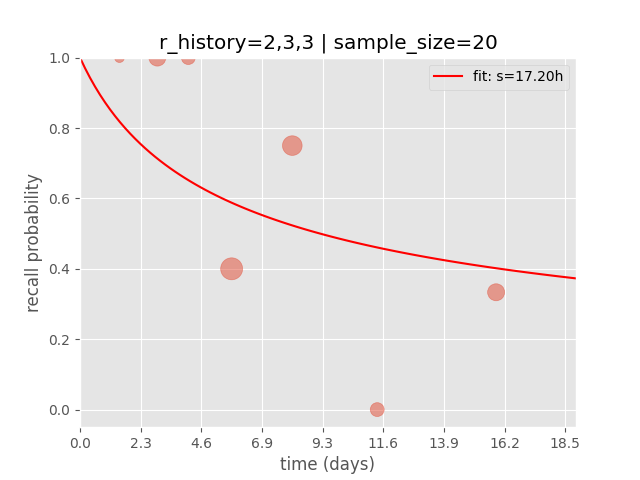 r_history=2,3,3 | sample_size=20
fit: s=17.20h
1.0
0.8
0.6
0.4
0.2
0.0
recall probability
0.0 2.3 4.6 6.9 9.3 11.6 13.9 16.2 18.5
time (days)